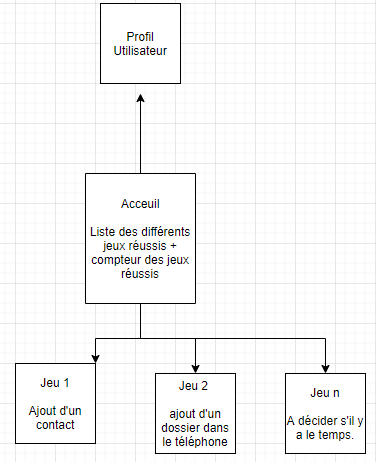 Profil
Utilisateur
Acceuil
Liste des différents
jeux réussis +
compteur des jeux
réussis
Jeu 1
Ajout d'un
contact
Jeu 2
ajout d'un
dossier dans
le téléphone
Jeu n
A décider s'il y
a le temps.